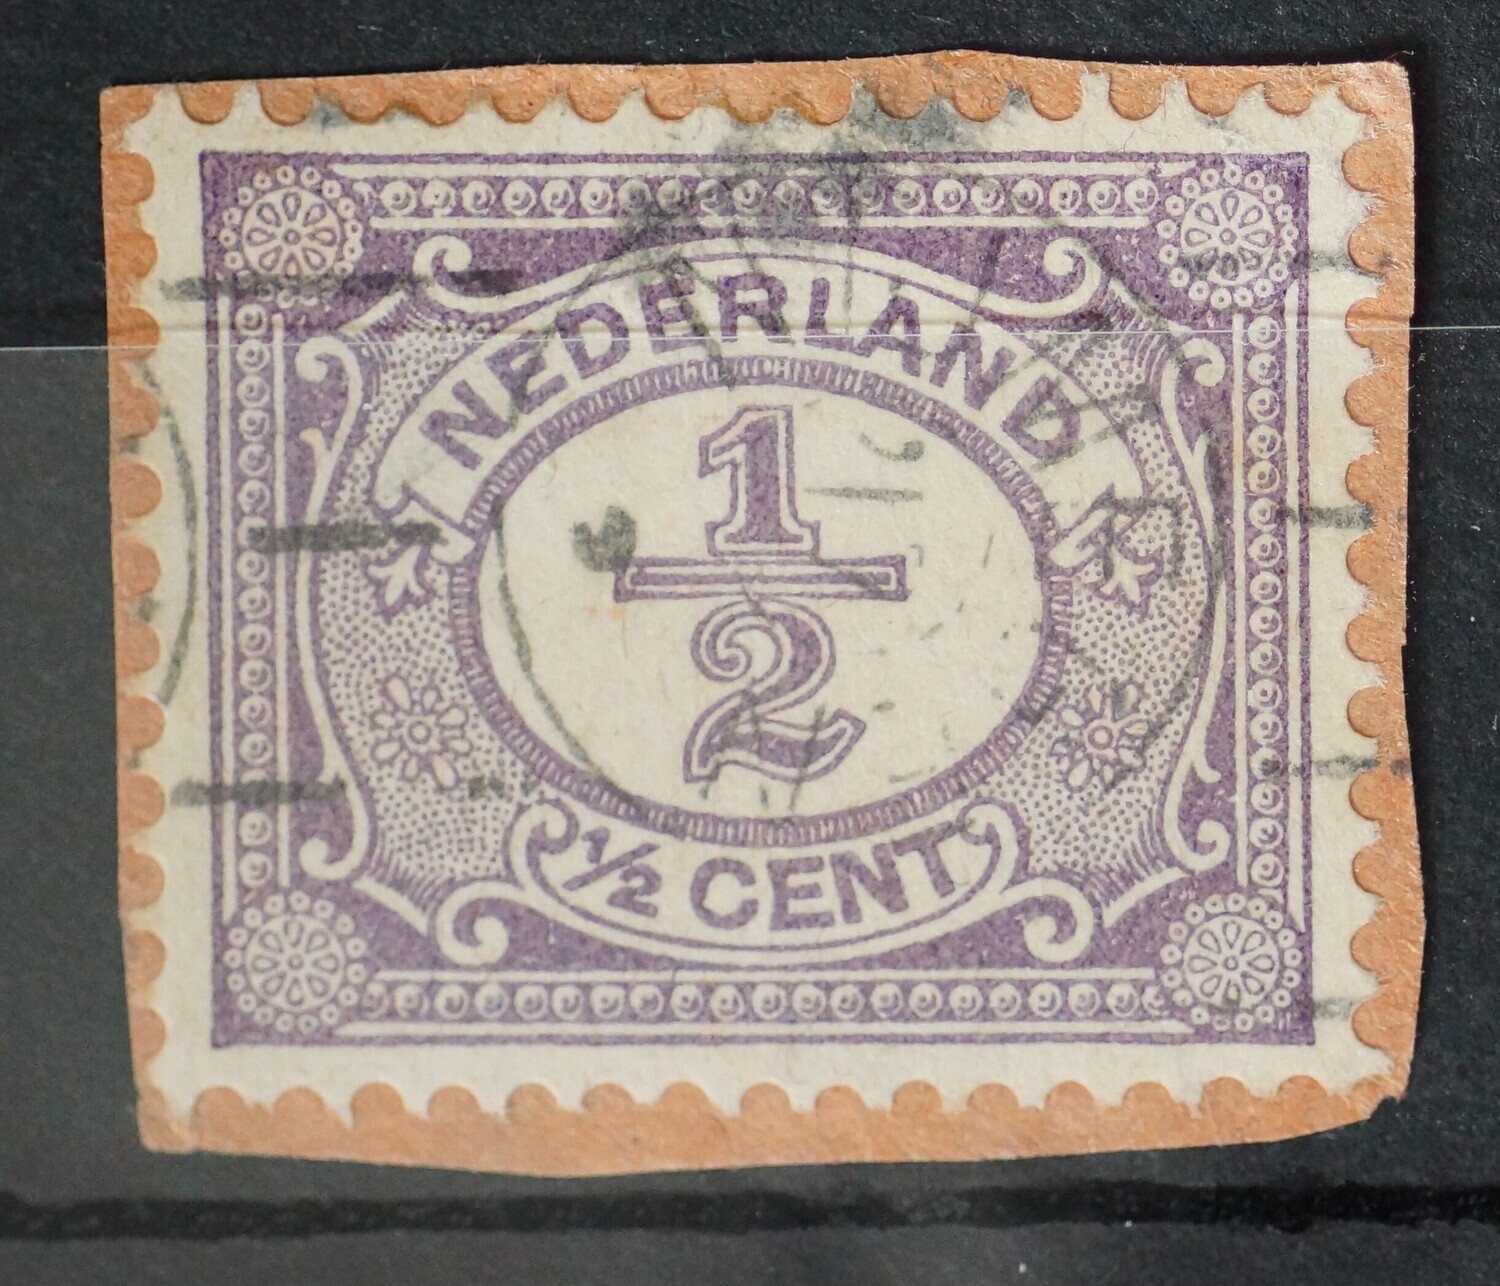 NEDERLAND
1/2
½ CENT